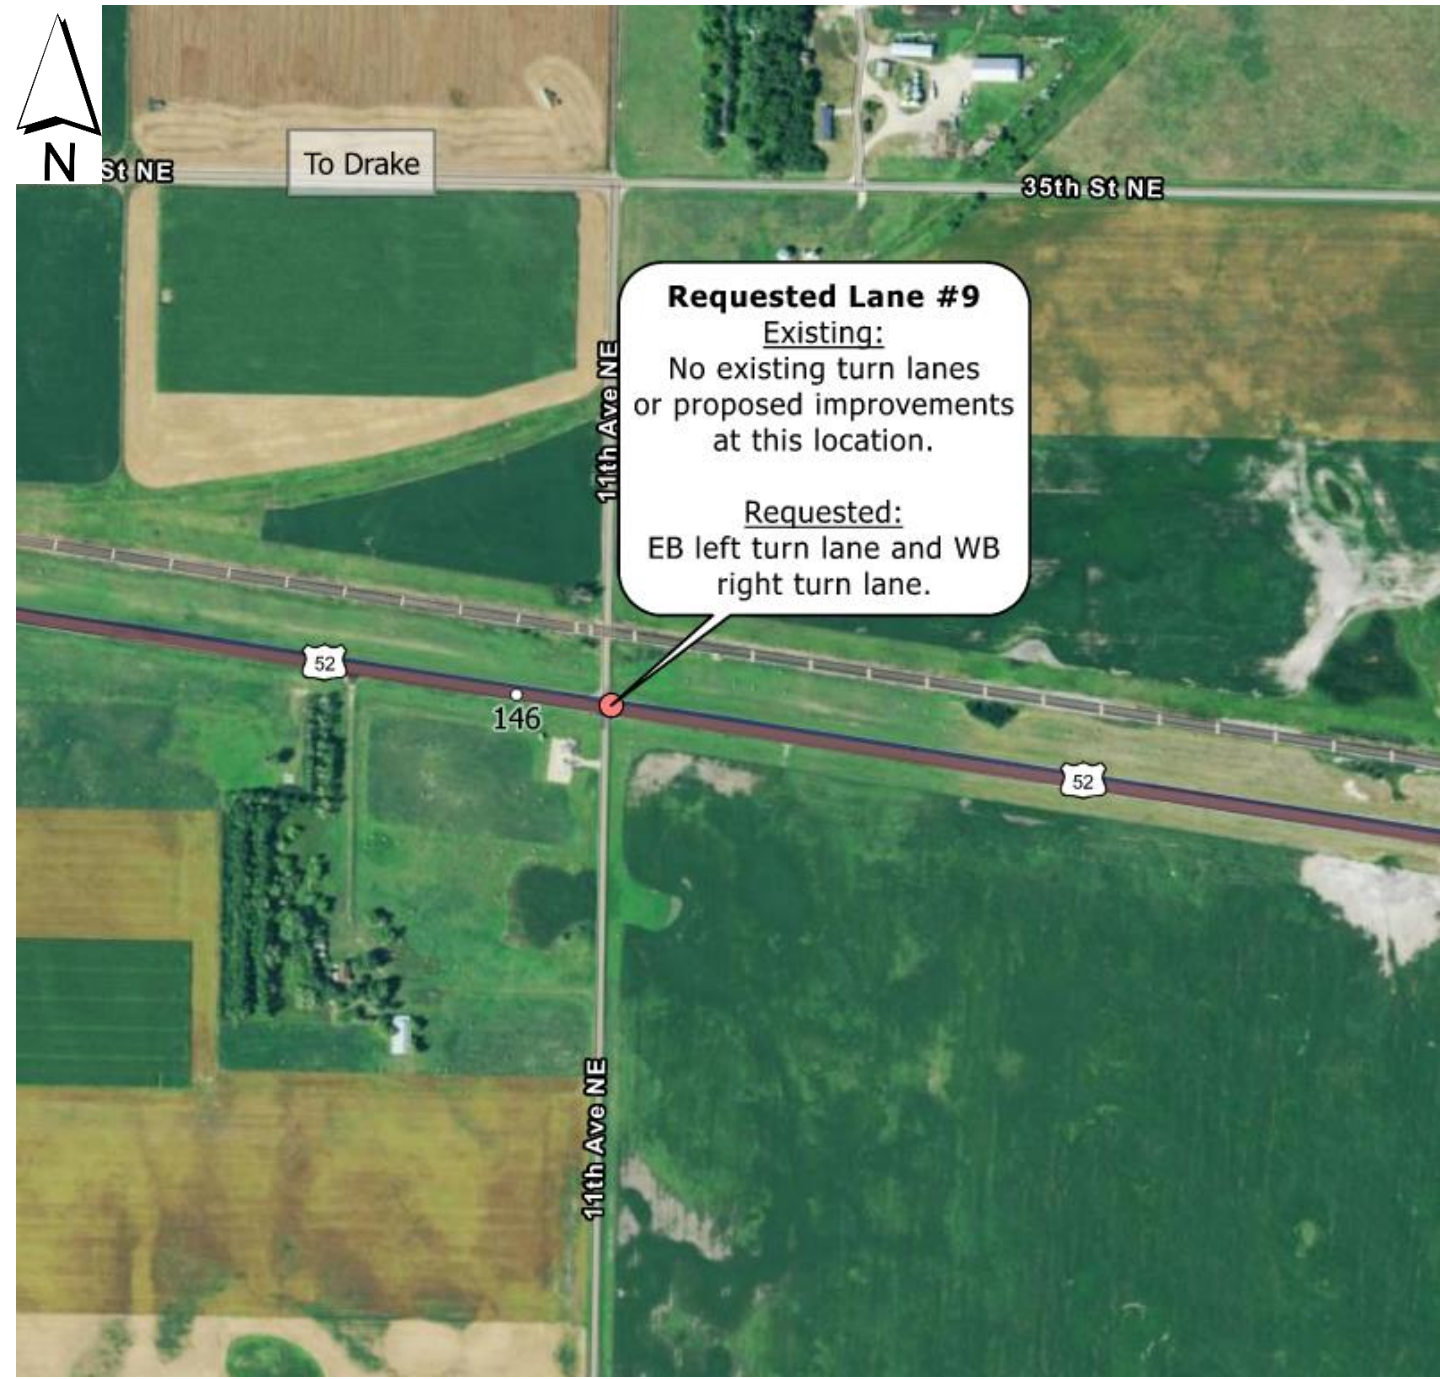 N
St NE
To Drake
35th St NE
Requested Lane #9
Existing:
No existing turn lanes
or proposed improvements
at this location.
Requested:
EB left turn lane and WB
right turn lane.
11th Ave NE
52
146
52
11th Ave NE